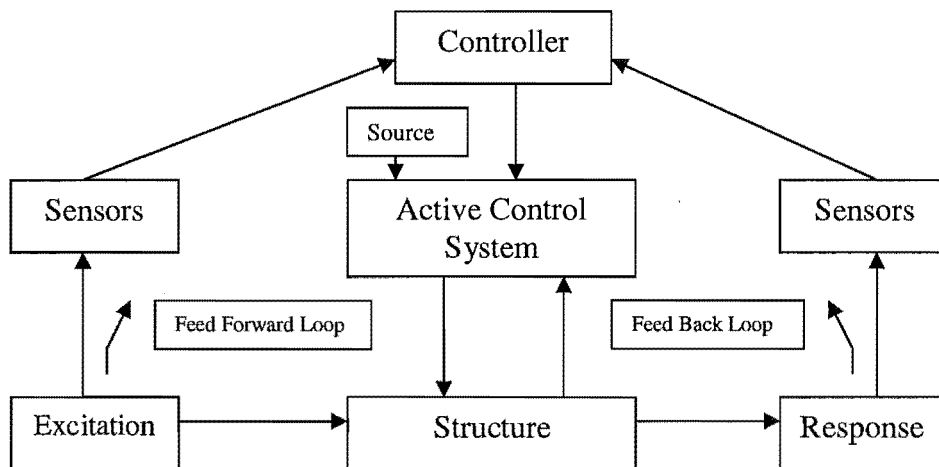 Controller
Source
Sensors
Active Control
System
Sensors
Feed Forward Loop
Feed Back Loop
Excitation
Structure
Response